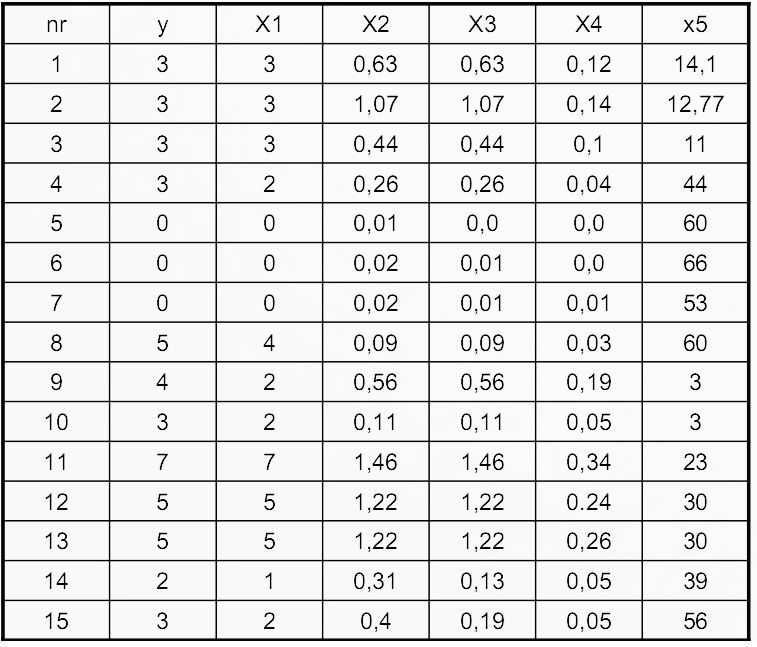 nr y X1 X2 X3 X4 x5
1 3 3 0,63 0,63 0,12 14,1
2 3 3 1,07 1,07 0,14 12,77
3 3 3 0,44 0,44 0,1 11
4 3 2 0,26 0,26 0,04 44
5 0 0 0,01 0,0 0,0 60
6 0 0 0,02 0,01 0,0 66
7 0 0 0,02 0,01 0,01 53
8 5 4 0,09 0,09 0,03 60
9 4 2 0,56 0,56 0,19 3
10 3 2 0,11 0,11 0,05 3
11 7 7 1,46 1,46 0,34 23
12 5 5 1,22 1,22 0.24 30
13 5 5 1,22 1,22 0,26 30
14 2 1 0,31 0,13 0,05 39
15 3 2 0,4 0,19 0,05 56